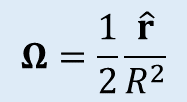 𝛀 = 1/2 r̂/R²